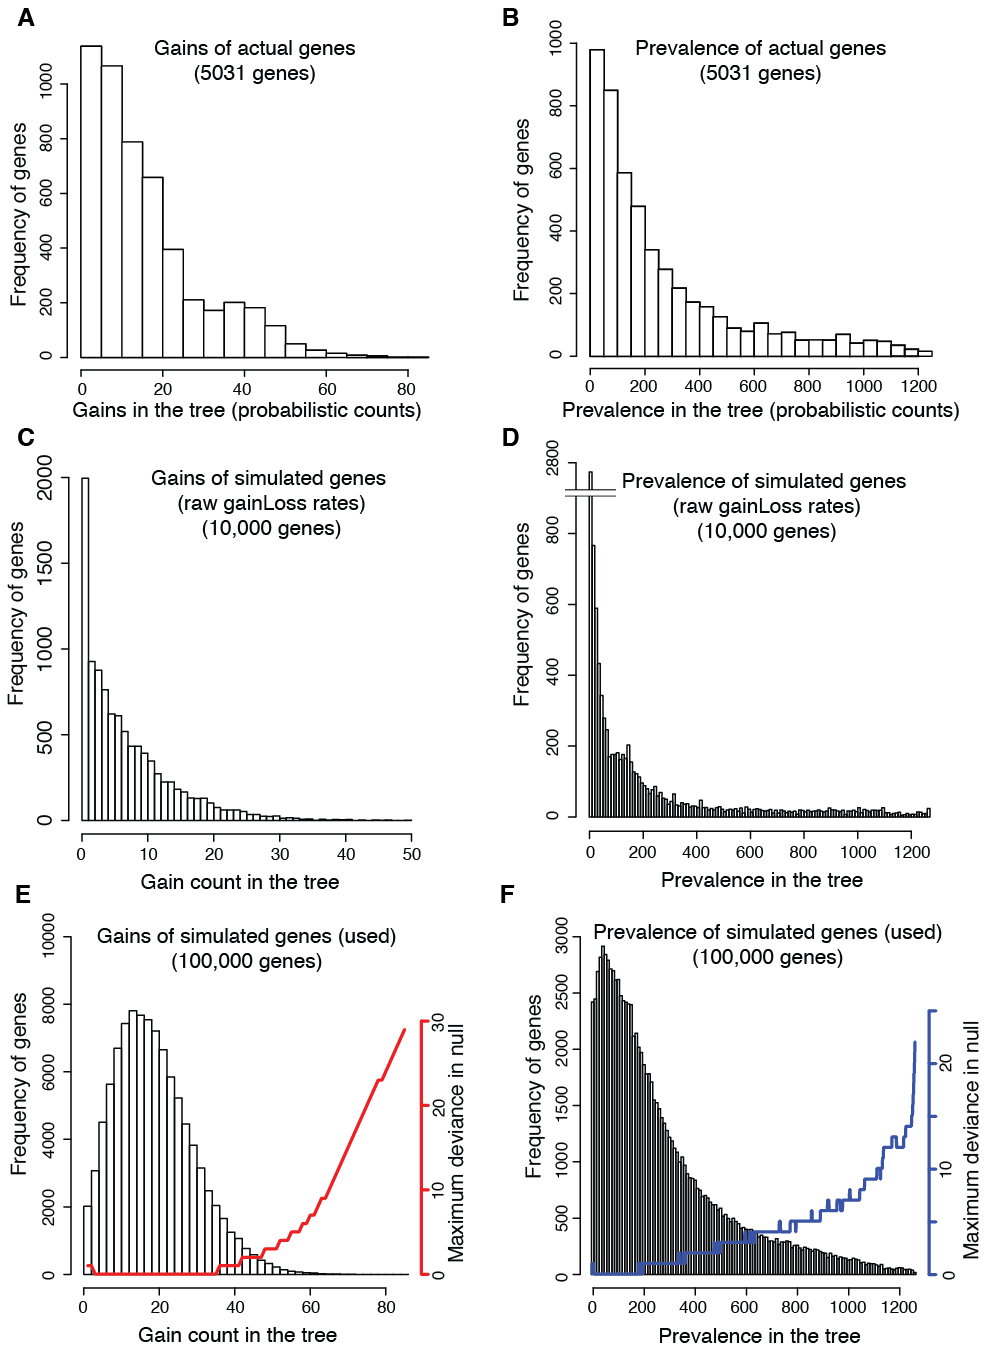 A
Gains of actual genes
(5031 genes)
Frequency of genes
0
200
400
600
800
1000
0
20
40
60
80
Gains in the tree (probabilistic counts)
B
Prevalence of actual genes
(5031 genes)
Frequency of genes
0
200
400
600
800
1000
0
200
400
600
800
1000
1200
Prevalence in the tree (probabilistic counts)
C
Gains of simulated genes
(raw gainLoss rates)
(10,000 genes)
Frequency of genes
0
500
1000
1500
2000
0
10
20
30
40
50
Gain count in the tree
D
Prevalence of simulated genes
(raw gainLoss rates)
(10,000 genes)
Frequency of genes
0
200
400
600
800
2800
0
200
400
600
800
1000
1200
Prevalence in the tree
E
Gains of simulated genes (used)
(100,000 genes)
Frequency of genes
0
2000
4000
6000
8000
10000
0
20
40
60
80
Gain count in the tree
0
10
20
30
Maximum deviance in null
F
Prevalence of simulated genes (used)
(100,000 genes)
Frequency of genes
0
500
1000
1500
2000
2500
3000
0
200
400
600
800
1000
1200
Prevalence in the tree
0
10
20
Maximum deviance in null